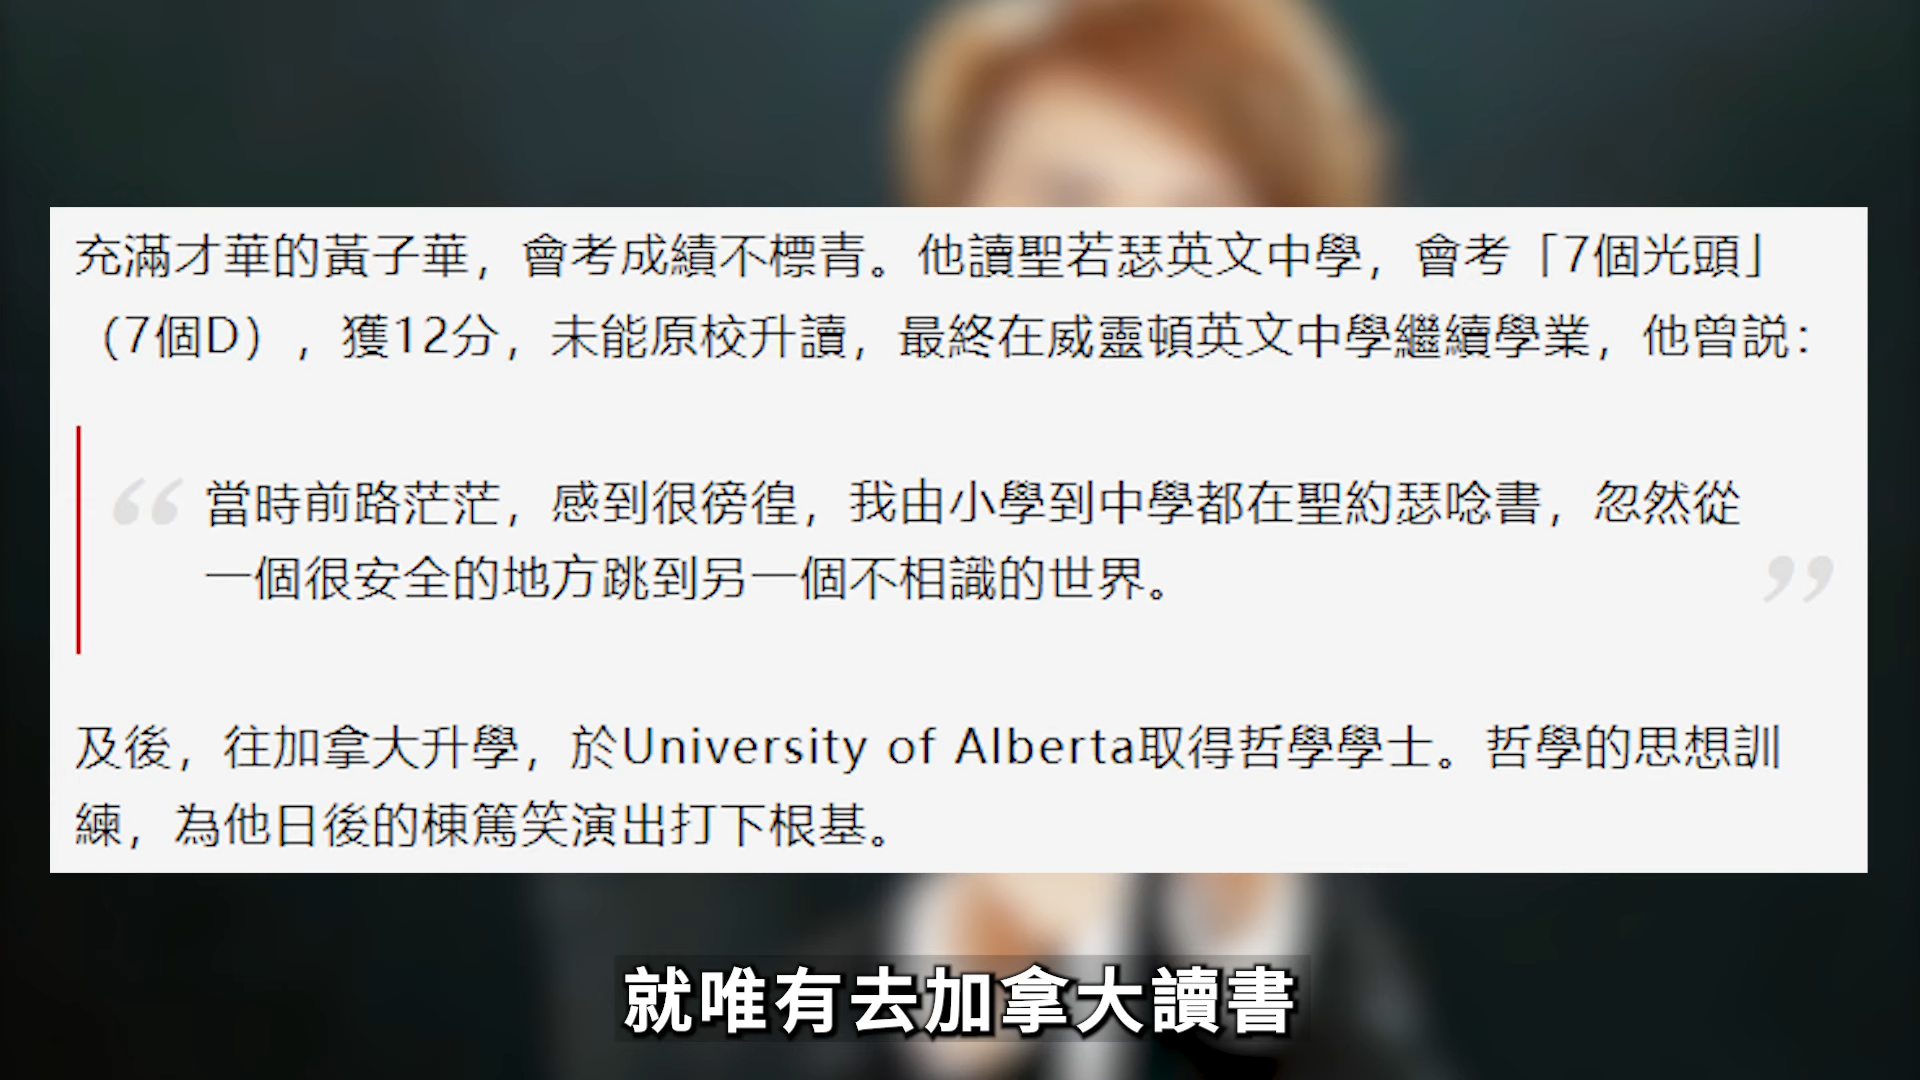 充滿才華的黃子華，會考成績不標青。他讀聖若瑟英文中學，會考「7個光頭」
（7個D），獲12分，未能原校升讀，最終在威靈頓英文中學繼續學業，他曾説：
“當時前路茫茫，感到很徬徨，我由小學到中學都在聖約瑟唸書，忽然從
一個很安全的地方跳到另一個不相識的世界。”
及後，往加拿大升學，於University of Alberta取得哲學學士。哲學的思想訓
練，為他日後的棟篤笑演出打下根基。
就唯有去加拿大讀書